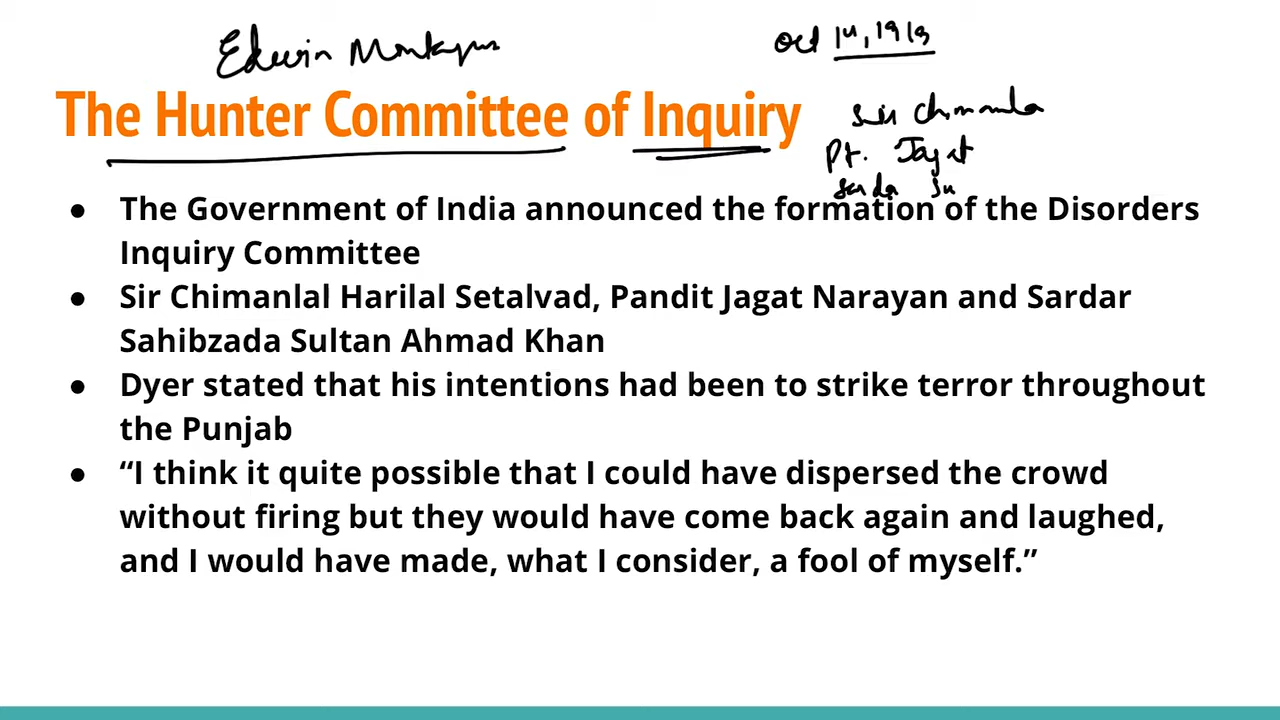 Edwin Montagu
Oct 14, 1919
The Hunter Committee of Inquiry
Sir Chimanla
Pt. Jagat
Sarda Su
● The Government of India announced the formation of the Disorders
Inquiry Committee
● Sir Chimanlal Harilal Setalvad, Pandit Jagat Narayan and Sardar
Sahibzada Sultan Ahmad Khan
● Dyer stated that his intentions had been to strike terror throughout
the Punjab
● “I think it quite possible that I could have dispersed the crowd
without firing but they would have come back again and laughed,
and I would have made, what I consider, a fool of myself.”